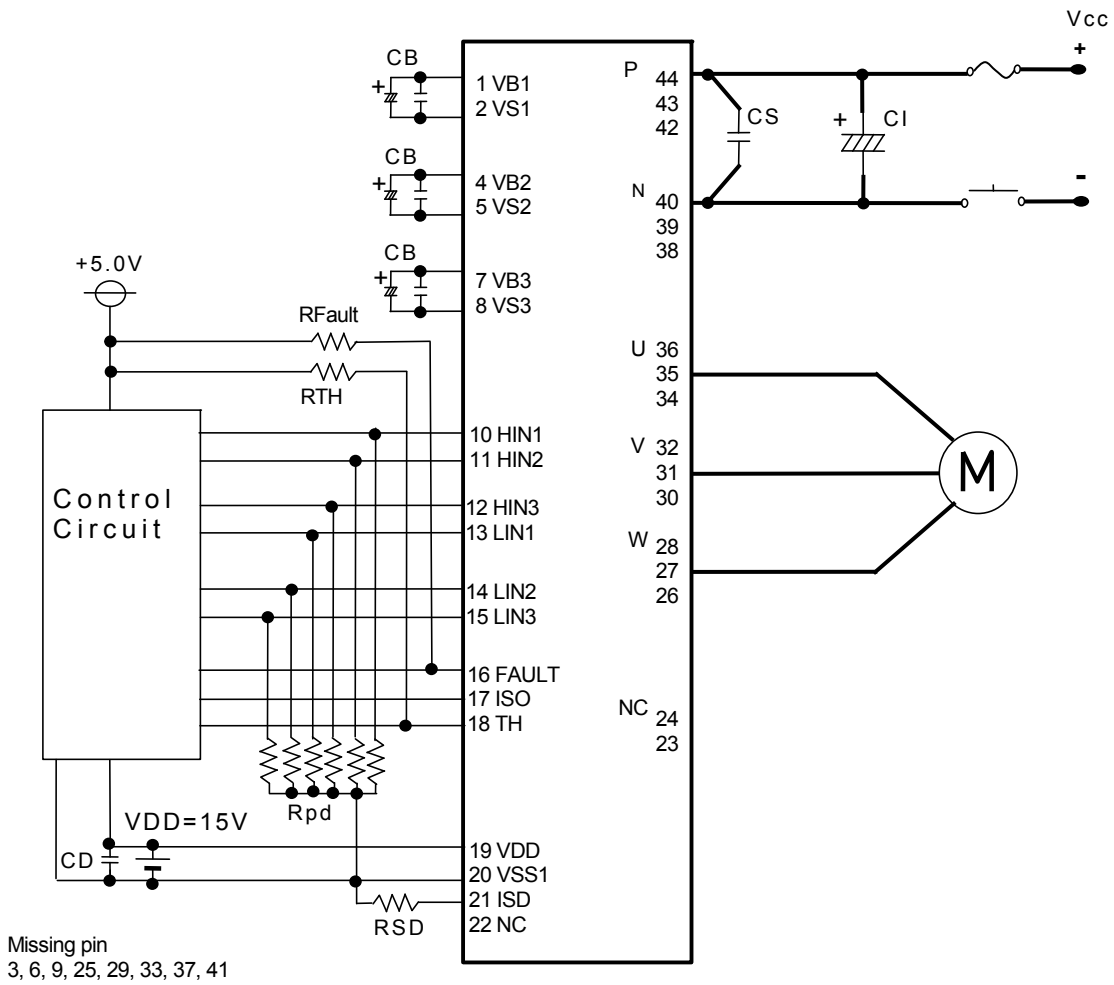 Vcc
+
CB
+
1 VB1
2 VS1
P 44
43
42
CS
+ CI
CB
+
4 VB2
5 VS2
N 40
39
38
-
CB
+
7 VB3
8 VS3
+5.0V
RFault
RTH
U 36
35
34
10 HIN1
11 HIN2
V 32
31
30
M
Control
Circuit
12 HIN3
13 LIN1
W 28
27
26
14 LIN2
15 LIN3
16 FAULT
17 ISO
18 TH
NC 24
23
Rpd
VDD=15V
CD
19 VDD
20 VSS1
21 ISD
22 NC
RSD
Missing pin
3, 6, 9, 25, 29, 33, 37, 41